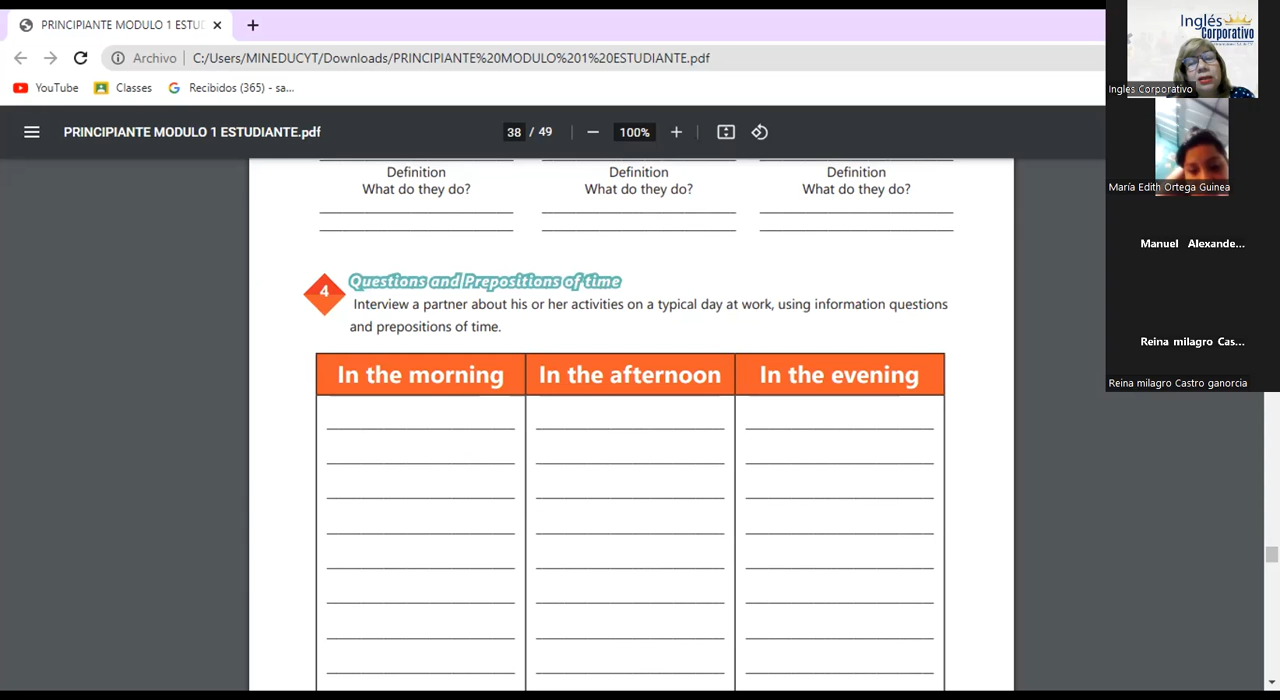 PRINCIPIANTE MODULO 1 ESTUDI
Archivo
C:/Users/MINEDUCYT/Downloads/PRINCIPIANTE%20MODULO%201%20ESTUDIANTE.pdf
YouTube
Classes
Recibidos (365) - sa...
PRINCIPIANTE MODULO 1 ESTUDIANTE.pdf
38 / 49
100%
Definition
What do they do?
Definition
What do they do?
Definition
What do they do?
4
Questions and Prepositions of time
Interview a partner about his or her activities on a typical day at work, using information questions
and prepositions of time.
In the morning
In the afternoon
In the evening
Inglés
Corporativo
Ingles Corporativo
María Edith Ortega Guinea
Manuel Alexande...
Reina milagro Cas...
Reina milagro Castro ganorcia